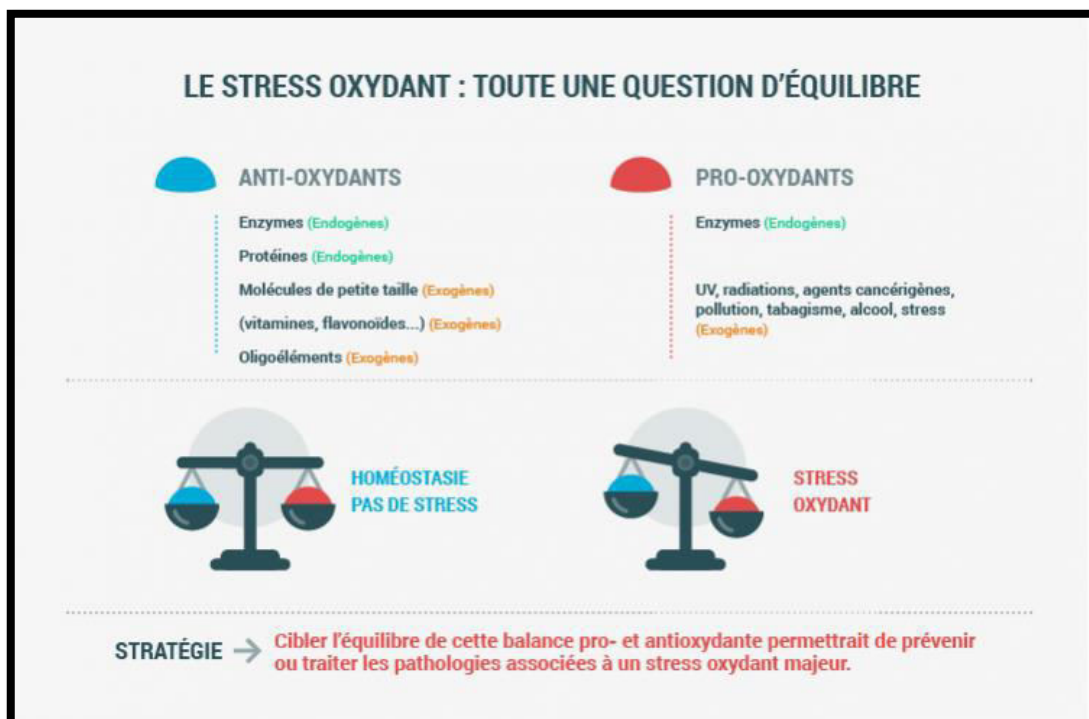 LE STRESS OXYDANT : TOUTE UNE QUESTION D'ÉQUILIBRE
ANTI-OXYDANTS
Enzymes (Endogènes)
Protéines (Endogènes)
Molécules de petite taille (Exogènes)
(vitamines, flavonoïdes...) (Exogènes)
Oligoéléments (Exogènes)
PRO-OXYDANTS
Enzymes (Endogènes)
UV, radiations, agents cancérigènes,
pollution, tabagisme, alcool, stress
(Exogènes)
HOMÉOSTASIE
PAS DE STRESS
STRESS
OXYDANT
STRATÉGIE → Cibler l'équilibre de cette balance pro- et antioxydante permettrait de prévenir
ou traiter les pathologies associées à un stress oxydant majeur.